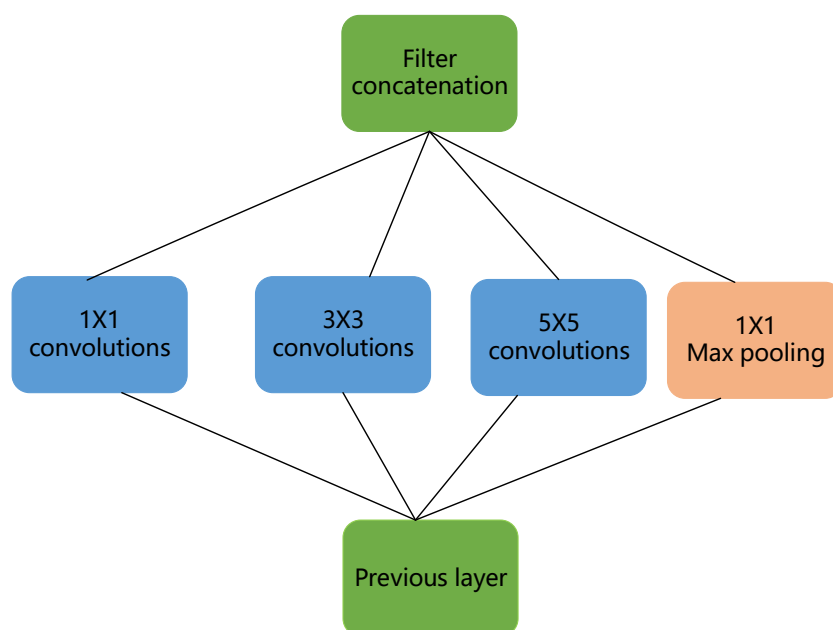 Filter
concatenation
1X1
convolutions
3X3
convolutions
5X5
convolutions
1X1
Max pooling
Previous layer